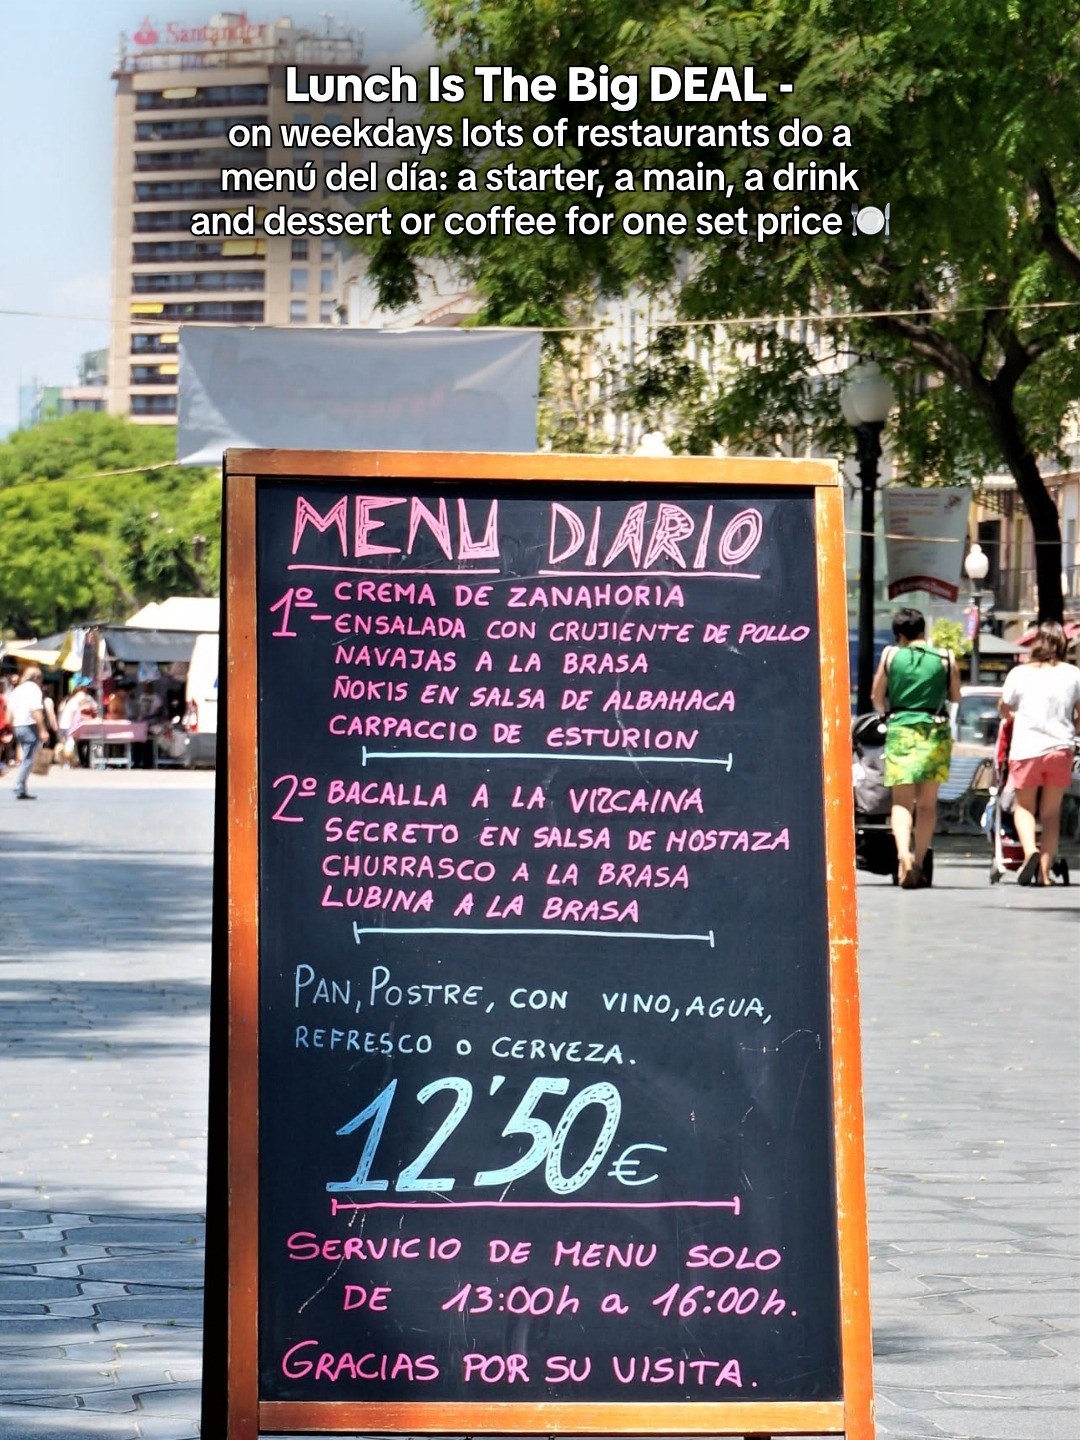 Santander
Lunch Is The Big DEAL -
on weekdays lots of restaurants do a
menú del día: a starter, a main, a drink
and dessert or coffee for one set price 🍽️
MENU DIARIO
1º- CREMA DE ZANAHORIA
ENSALADA CON CRUJIENTE DE POLLO
NAVAJAS A LA BRASA
ÑOKIS EN SALSA DE ALBAHACA
CARPACCIO DE ESTURION
2º BACALLA A LA VIZCAINA
SECRETO EN SALSA DE MOSTAZA
CHURRASCO A LA BRASA
LUBINA A LA BRASA
PAN, POSTRE, CON VINO, AGUA,
REFRESCO O CERVEZA.
12'50€
SERVICIO DE MENU SOLO
DE 13:00h a 16:00h.
GRACIAS POR SU VISITA.